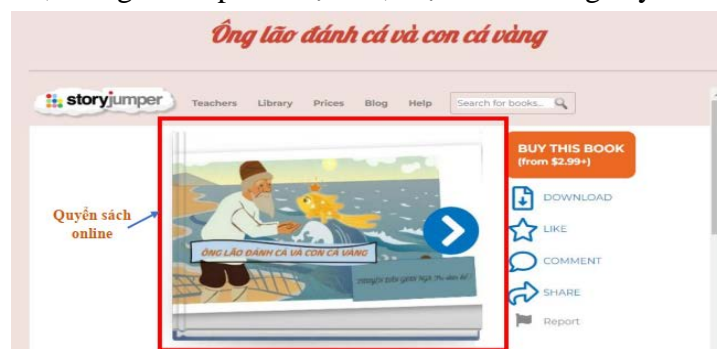 Ông lão đánh cá và con cá vàng
storyjumper
Teachers Library Prices Blog Help Search for books...
BUY THIS BOOK
(from $2.99+)
DOWNLOAD
LIKE
COMMENT
SHARE
Report
Quyển sách
online
ÔNG LÃO ĐÁNH CÁ VÀ CON CÁ VÀNG